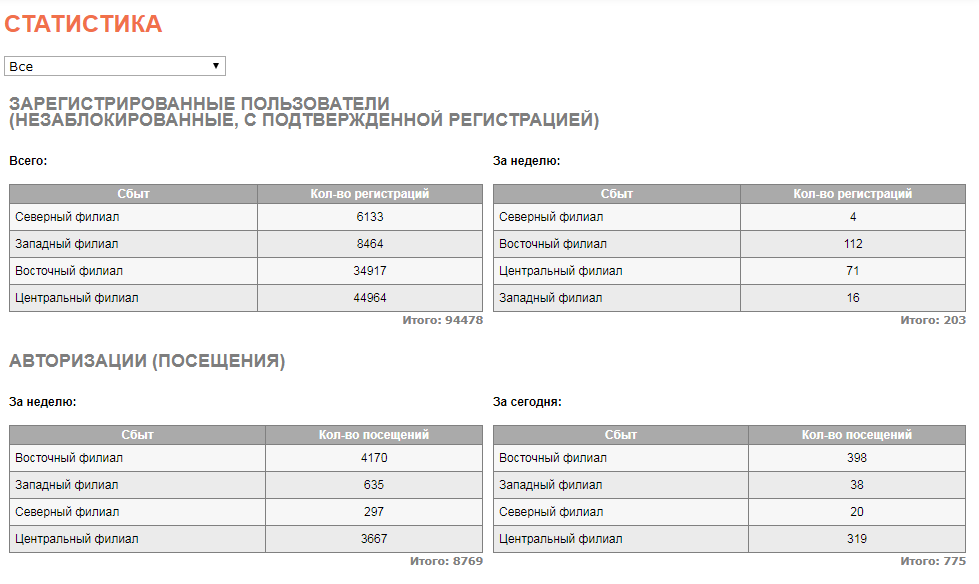 СТАТИСТИКА
Все
ЗАРЕГИСТРИРОВАННЫЕ ПОЛЬЗОВАТЕЛИ
(НЕЗАБЛОКИРОВАННЫЕ, С ПОДТВЕРЖДЕННОЙ РЕГИСТРАЦИЕЙ)
Всего:
Сбыт Кол-во регистраций
Северный филиал 6133
Западный филиал 8464
Восточный филиал 34917
Центральный филиал 44964
Итого: 94478
За неделю:
Сбыт Кол-во регистраций
Северный филиал 4
Восточный филиал 112
Центральный филиал 71
Западный филиал 16
Итого: 203
АВТОРИЗАЦИИ (ПОСЕЩЕНИЯ)
За неделю:
Сбыт Кол-во посещений
Восточный филиал 4170
Западный филиал 635
Северный филиал 297
Центральный филиал 3667
Итого: 8769
За сегодня:
Сбыт Кол-во посещений
Восточный филиал 398
Западный филиал 38
Северный филиал 20
Центральный филиал 319
Итого: 775